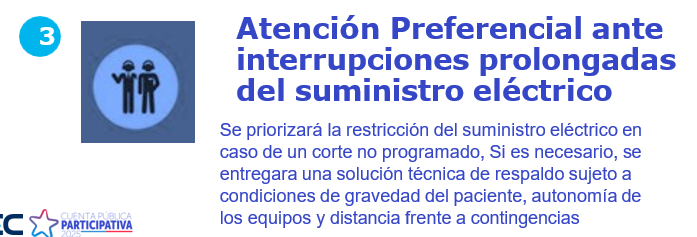 3
Atención Preferencial ante
interrupciones prolongadas
del suministro eléctrico
Se priorizará la restricción del suministro eléctrico en
caso de un corte no programado, Si es necesario, se
entregara una solución técnica de respaldo sujeto a
condiciones de gravedad del paciente, autonomía de
los equipos y distancia frente a contingencias
EC
CUENTA PÚBLICA
PARTICIPATIVA
2025